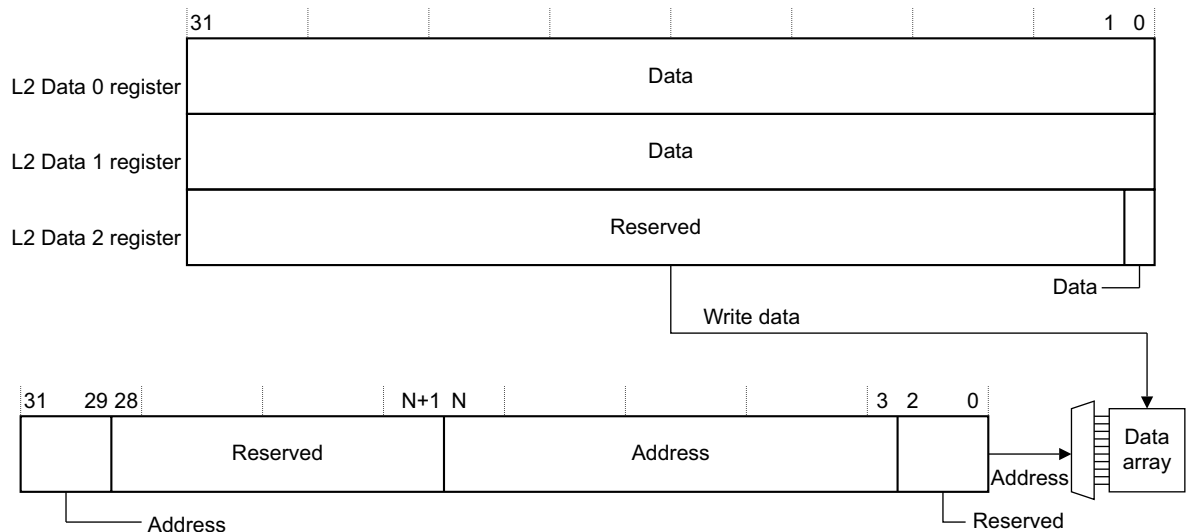 31 1 0
L2 Data 0 register Data
L2 Data 1 register Data
L2 Data 2 register Reserved
Data
Write data
31 29 28 N+1 N 3 2 0
Reserved Address
Data
array
Address
Address
Reserved